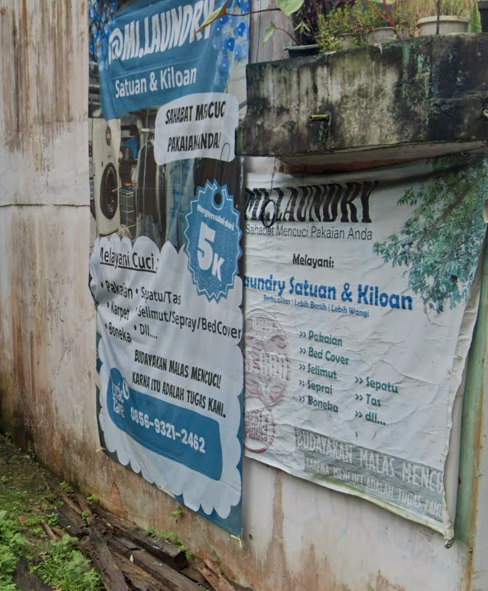 @MI.LAUNDRY
Satuan & Kiloan
SAHABAT MENCUCI
PAKAIAN ANDA!
5K
Melayani Cuci :
• Pakaian • Sepatu/Tas
• Karpet • Selimut/Sepray/BedCover
• Boneka • Dll....
BUDAYAKAN MALAS MENCUCI
KARNA ITU ADALAH TUGAS KAMI.
0856-9321-2462
MI.LAUNDRY
Sahabat Mencuci Pakaian Anda
Melayani:
aundry Satuan & Kiloan
| Lebih Bersih | Lebih Wangi
>> Pakaian
>> Bed Cover
>> Selimut
>> Seprai
>> Boneka
>> Sepatu
>> Tas
>> dll...
BUDAYAKAN MALAS MENCU
KARENA MENCUCI ADALAH TUGAS KAMI